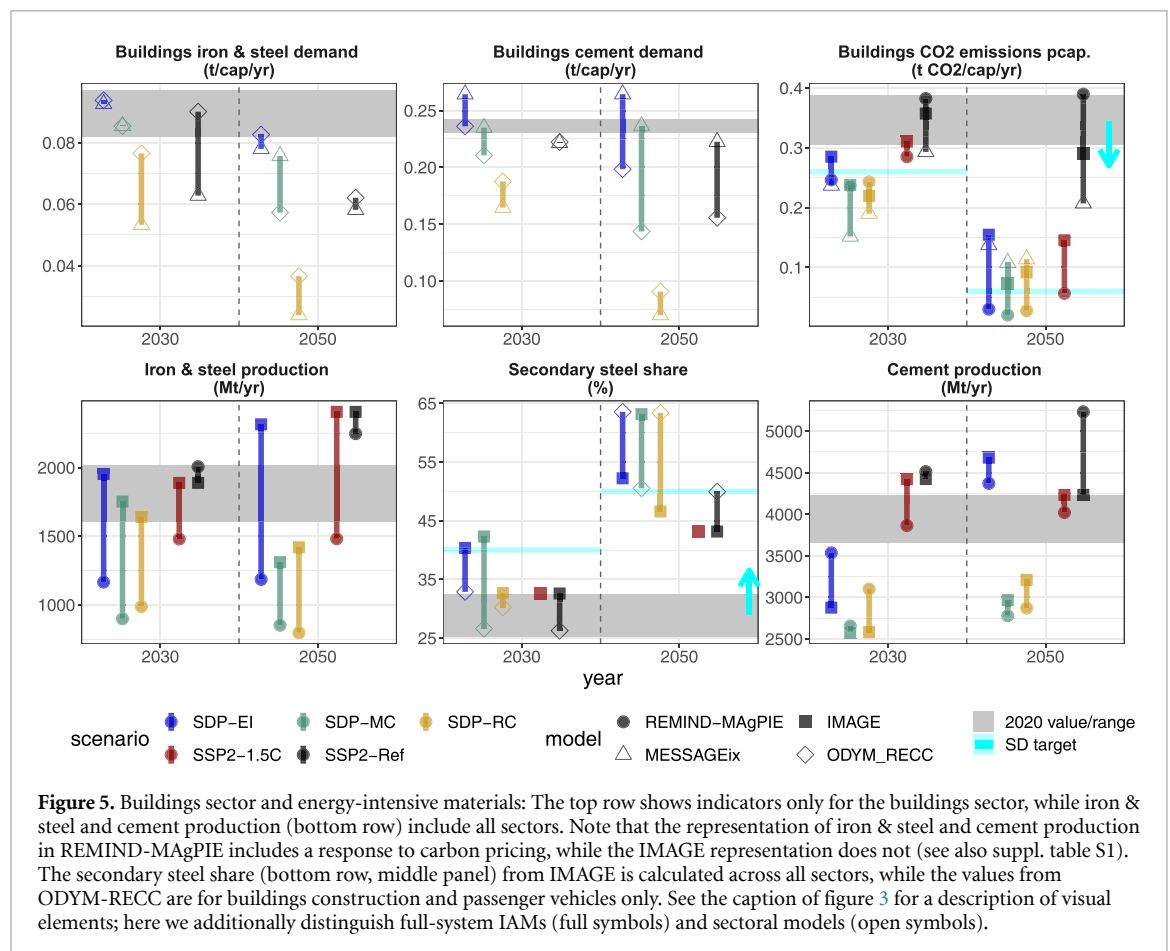 Buildings iron & steel demand
(t/cap/yr)
Buildings cement demand
(t/cap/yr)
Buildings CO2 emissions pcap.
(t CO2/cap/yr)
0.08
0.06
0.04
2030
2050
0.25
0.20
0.15
0.10
2030
2050
0.4
0.3
0.2
0.1
2030
2050
Iron & steel production
(Mt/yr)
Secondary steel share
(%)
Cement production
(Mt/yr)
2000
1500
1000
2030
2050
65
55
45
35
25
2030
2050
5000
4500
4000
3500
3000
2500
2030
2050
year
scenario
SDP−EI
SDP−MC
SDP−RC
SSP2−1.5C
SSP2−Ref
model
REMIND−MAgPIE
IMAGE
MESSAGEix
ODYM_RECC
2020 value/range
SD target
Figure 5. Buildings sector and energy-intensive materials: The top row shows indicators only for the buildings sector, while iron &
steel and cement production (bottom row) include all sectors. Note that the representation of iron & steel and cement production
in REMIND-MAgPIE includes a response to carbon pricing, while the IMAGE representation does not (see also suppl. table S1).
The secondary steel share (bottom row, middle panel) from IMAGE is calculated across all sectors, while the values from
ODYM-RECC are for buildings construction and passenger vehicles only. See the caption of figure 3 for a description of visual
elements; here we additionally distinguish full-system IAMs (full symbols) and sectoral models (open symbols).